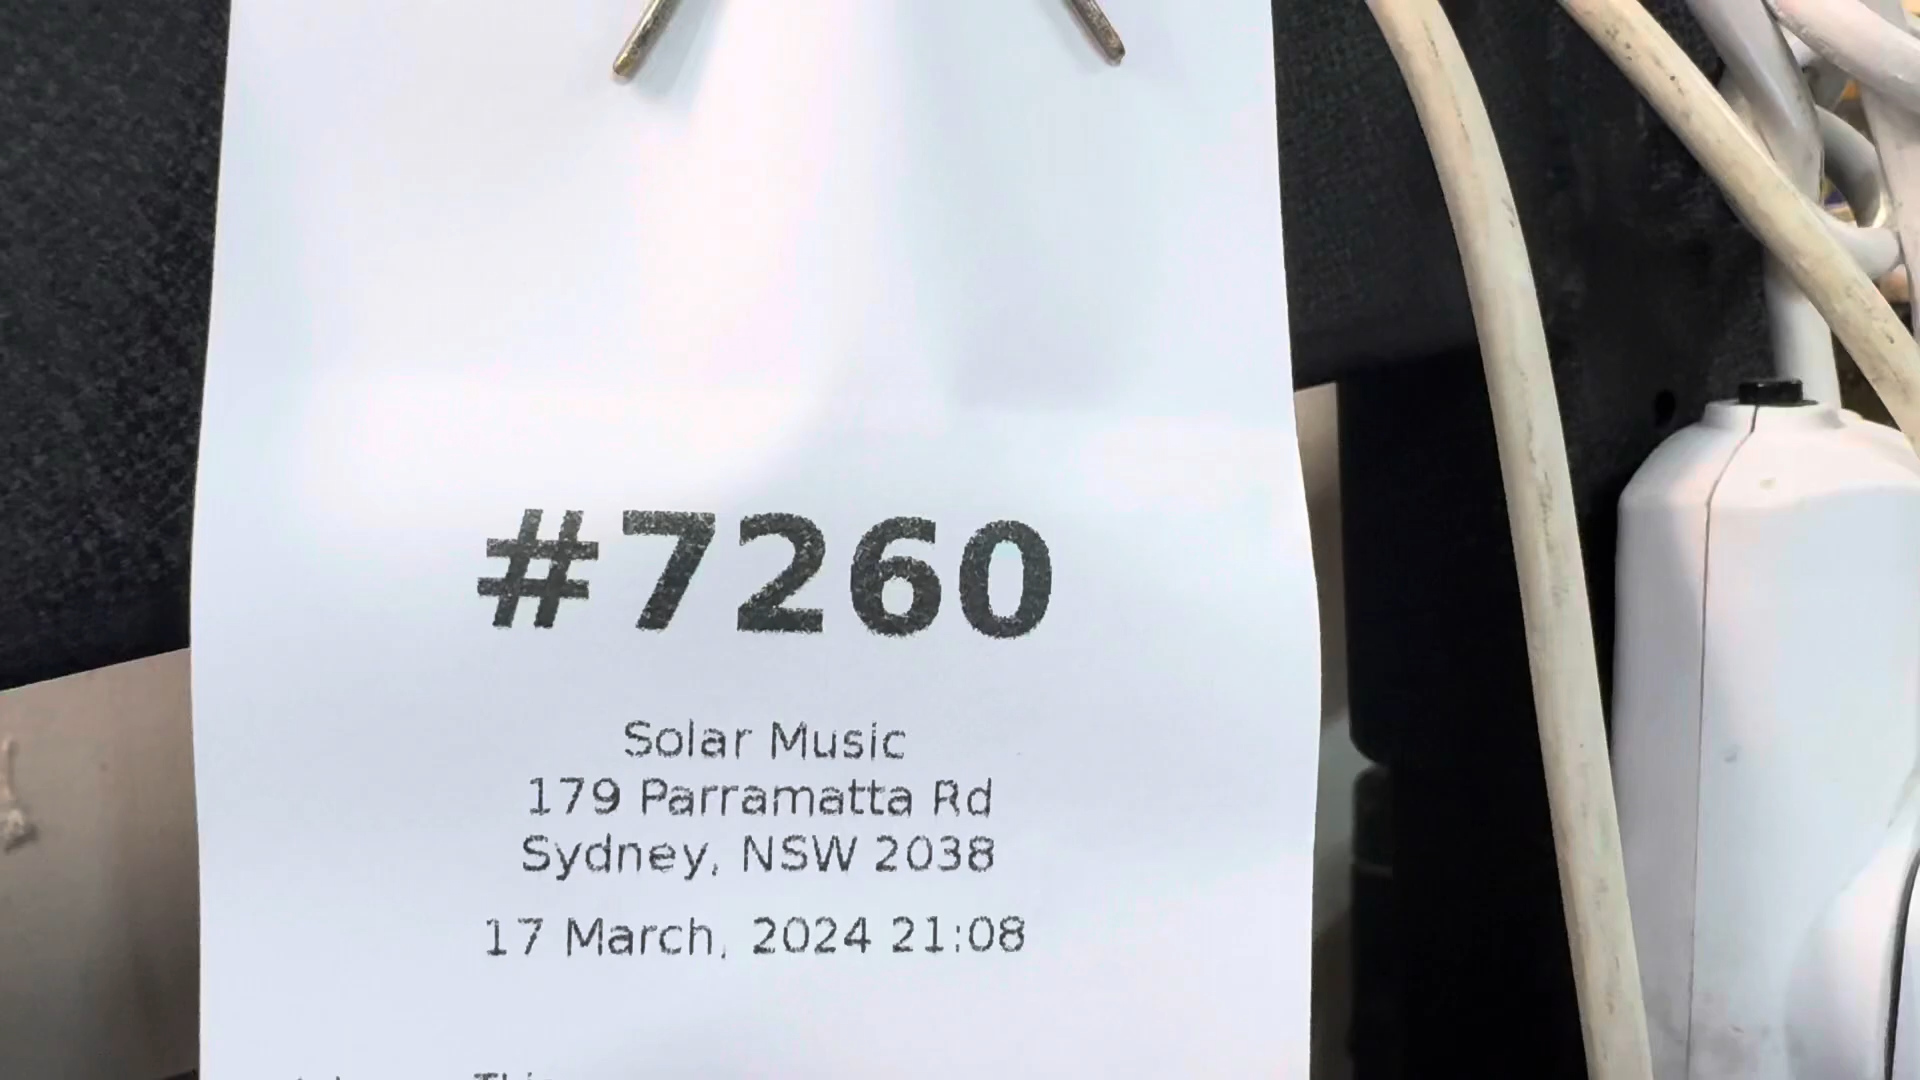 #7260
Solar Music
179 Parramatta Rd
Sydney, NSW 2038
17 March, 2024 21:08